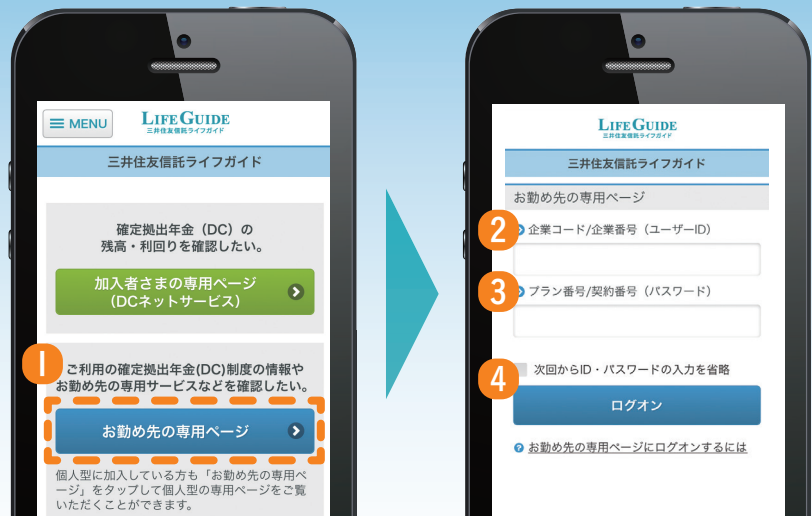 MENU
LIFE GUIDE
三井住友信託ライフガイド
三井住友信託ライフガイド
確定拠出年金（DC）の
残高・利回りを確認したい。
加入者さまの専用ページ
（DCネットサービス）
1
ご利用の確定拠出年金(DC)制度の情報や
お勤め先の専用サービスなどを確認したい。
お勤め先の専用ページ
個人型に加入している方も「お勤め先の専用ペ
ージ」をタップして個人型の専用ページをご覧
いただくことができます。
LIFE GUIDE
三井住友信託ライフガイド
三井住友信託ライフガイド
お勤め先の専用ページ
2
企業コード/企業番号（ユーザーID）
3
プラン番号/契約番号（パスワード）
4
次回からID・パスワードの入力を省略
ログオン
お勤め先の専用ページにログオンするには